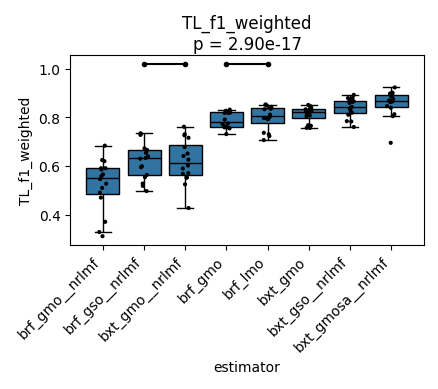 TL_f1_weighted
p = 2.90e-17
TL_f1_weighted
1.0
0.8
0.6
0.4
brf_gmo__nrlmf
brf_gso__nrlmf
bxt_gmo__nrlmf
brf_gmo
brf_lmo
bxt_gmo
bxt_gso__nrlmf
bxt_gmosa__nrlmf
estimator